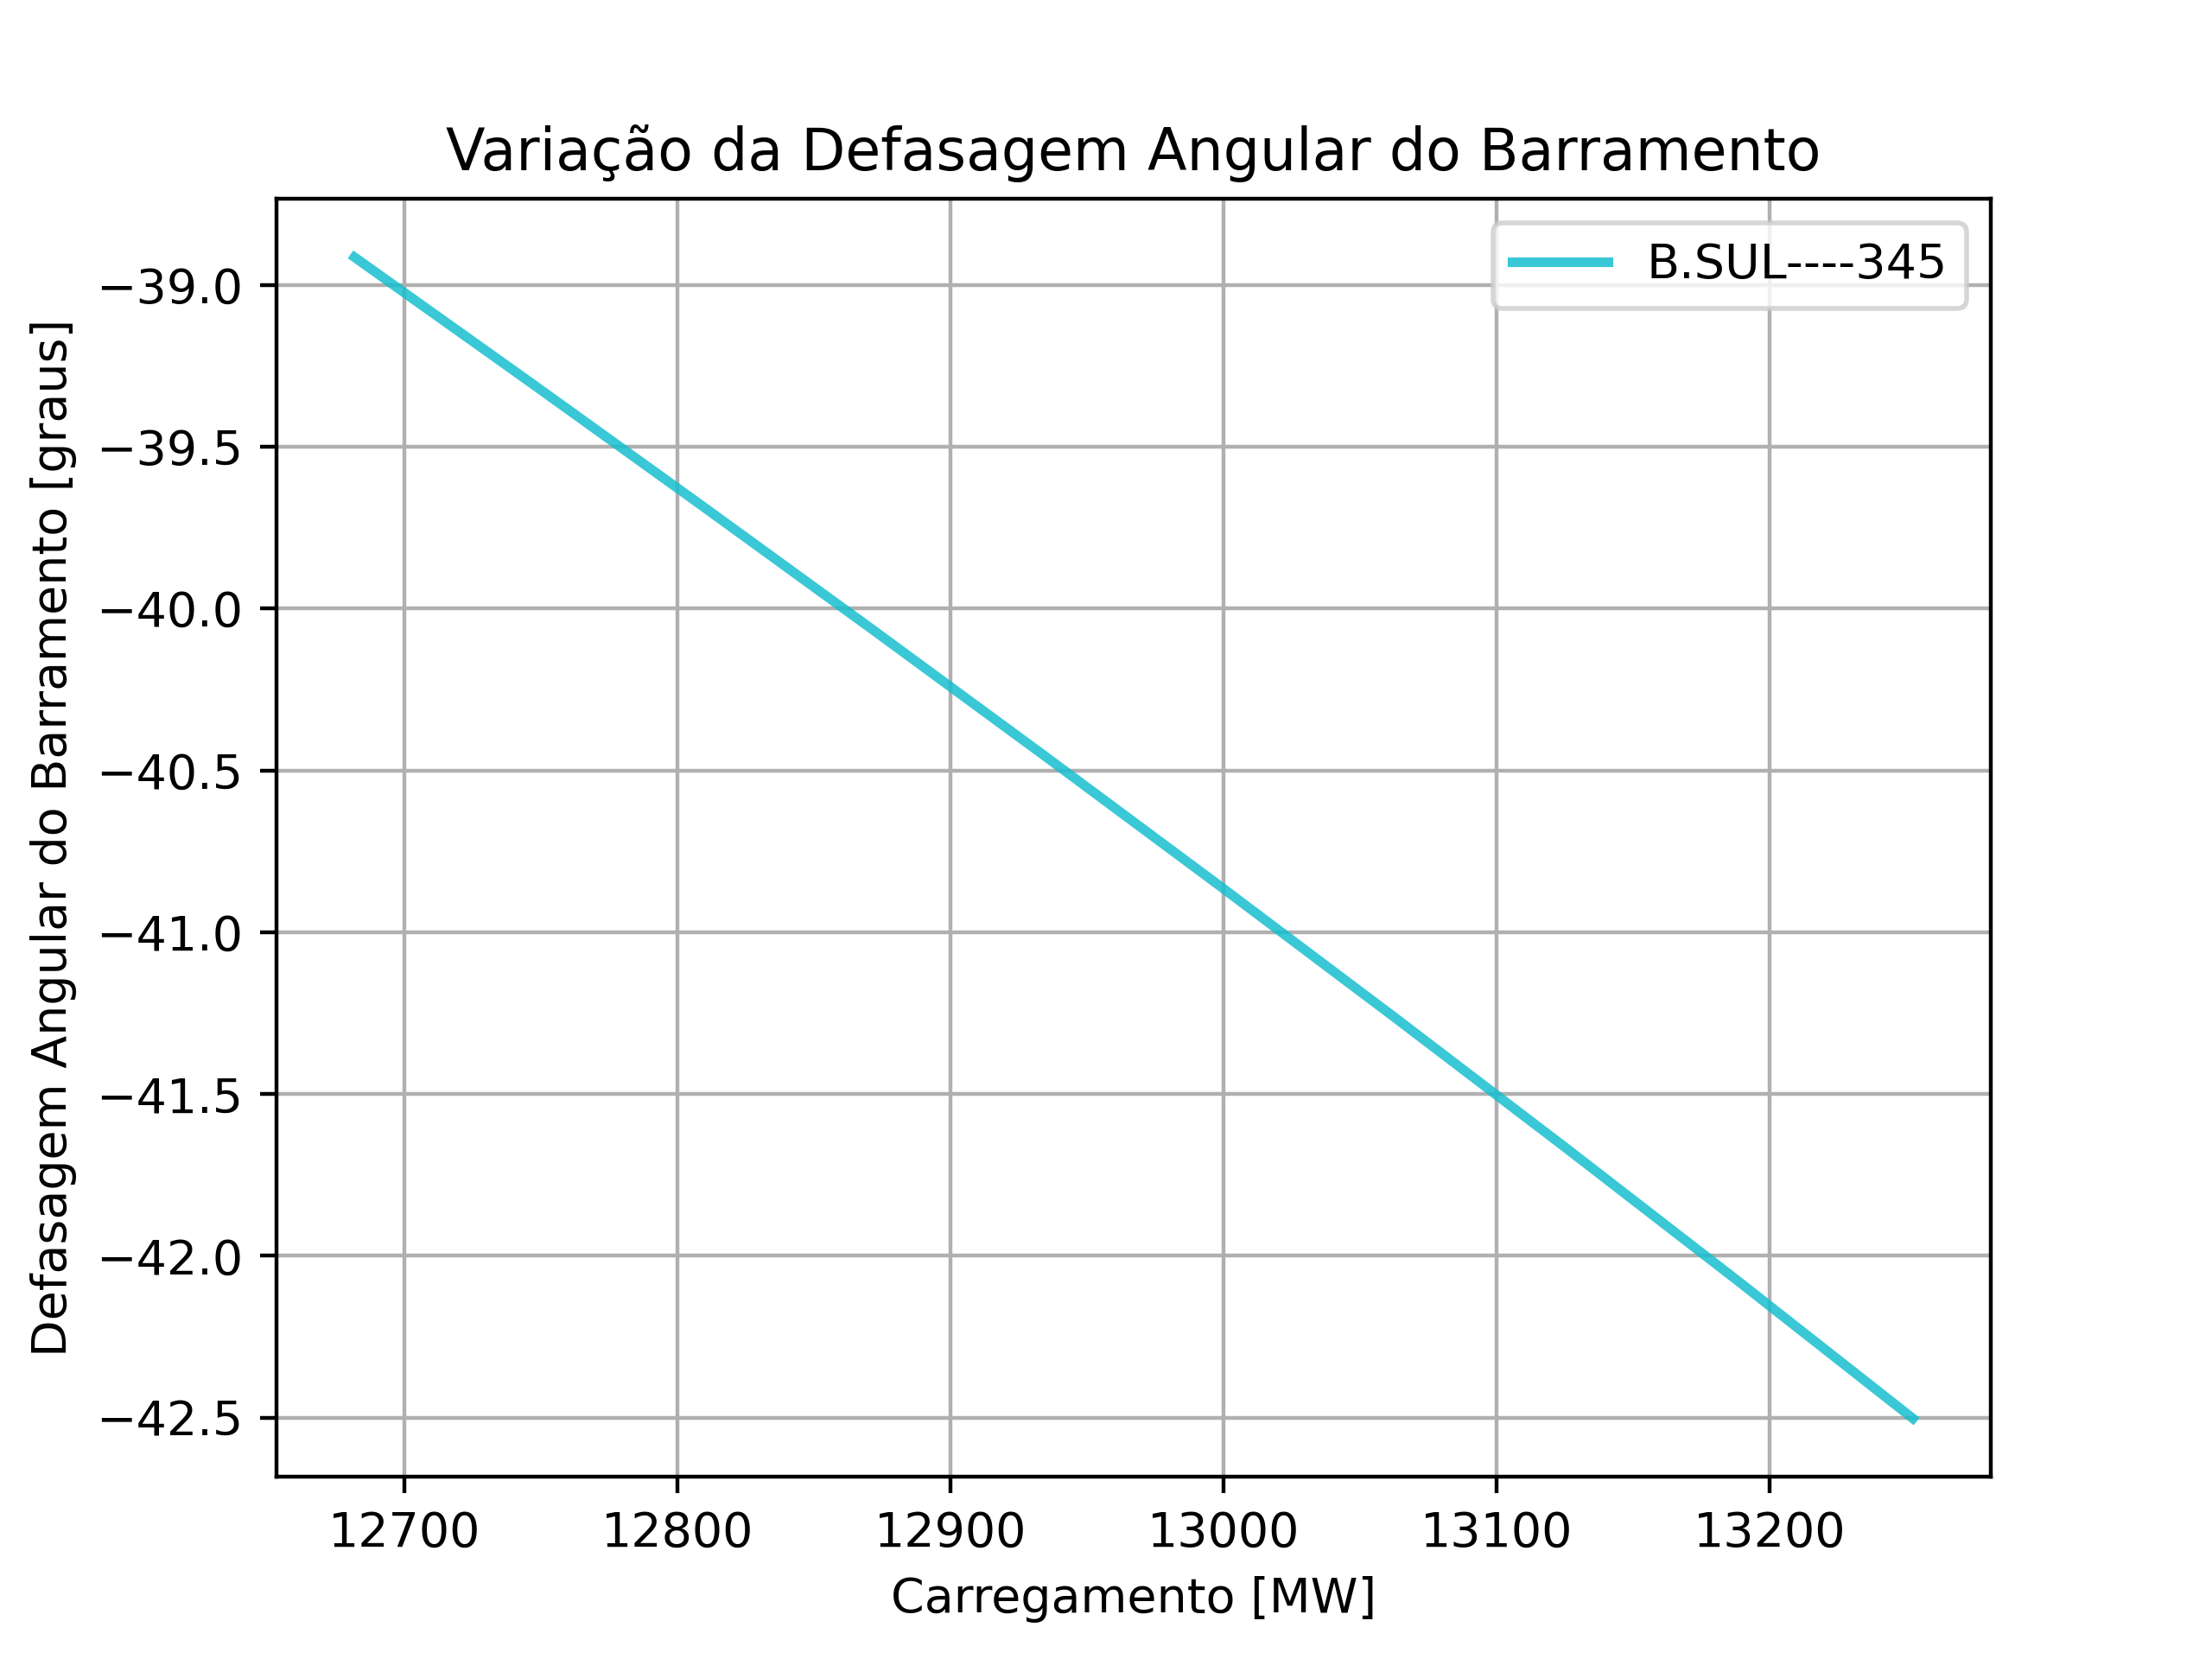 Variação da Defasagem Angular do Barramento
B.SUL----345
Defasagem Angular do Barramento [graus]
−39.0
−39.5
−40.0
−40.5
−41.0
−41.5
−42.0
−42.5
12700 12800 12900 13000 13100 13200
Carregamento [MW]